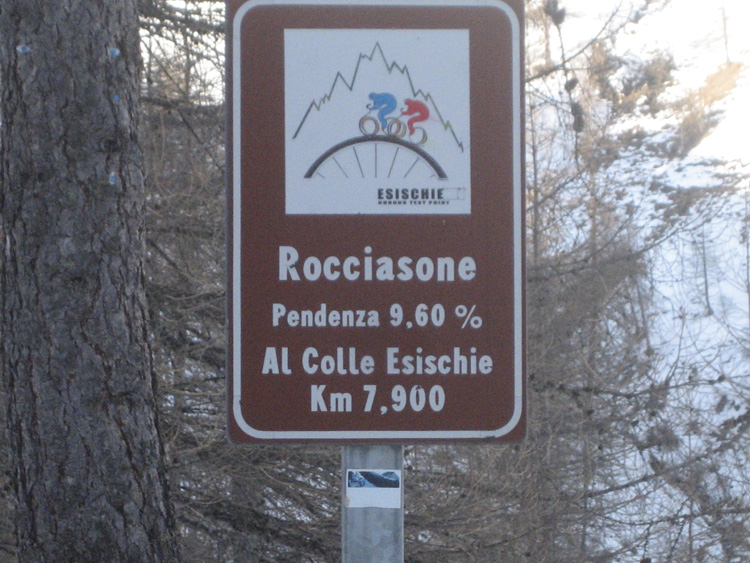 ESISCHIE
Rocciasone
Pendenza 9,60 %
Al Colle Esischie
Km 7,900